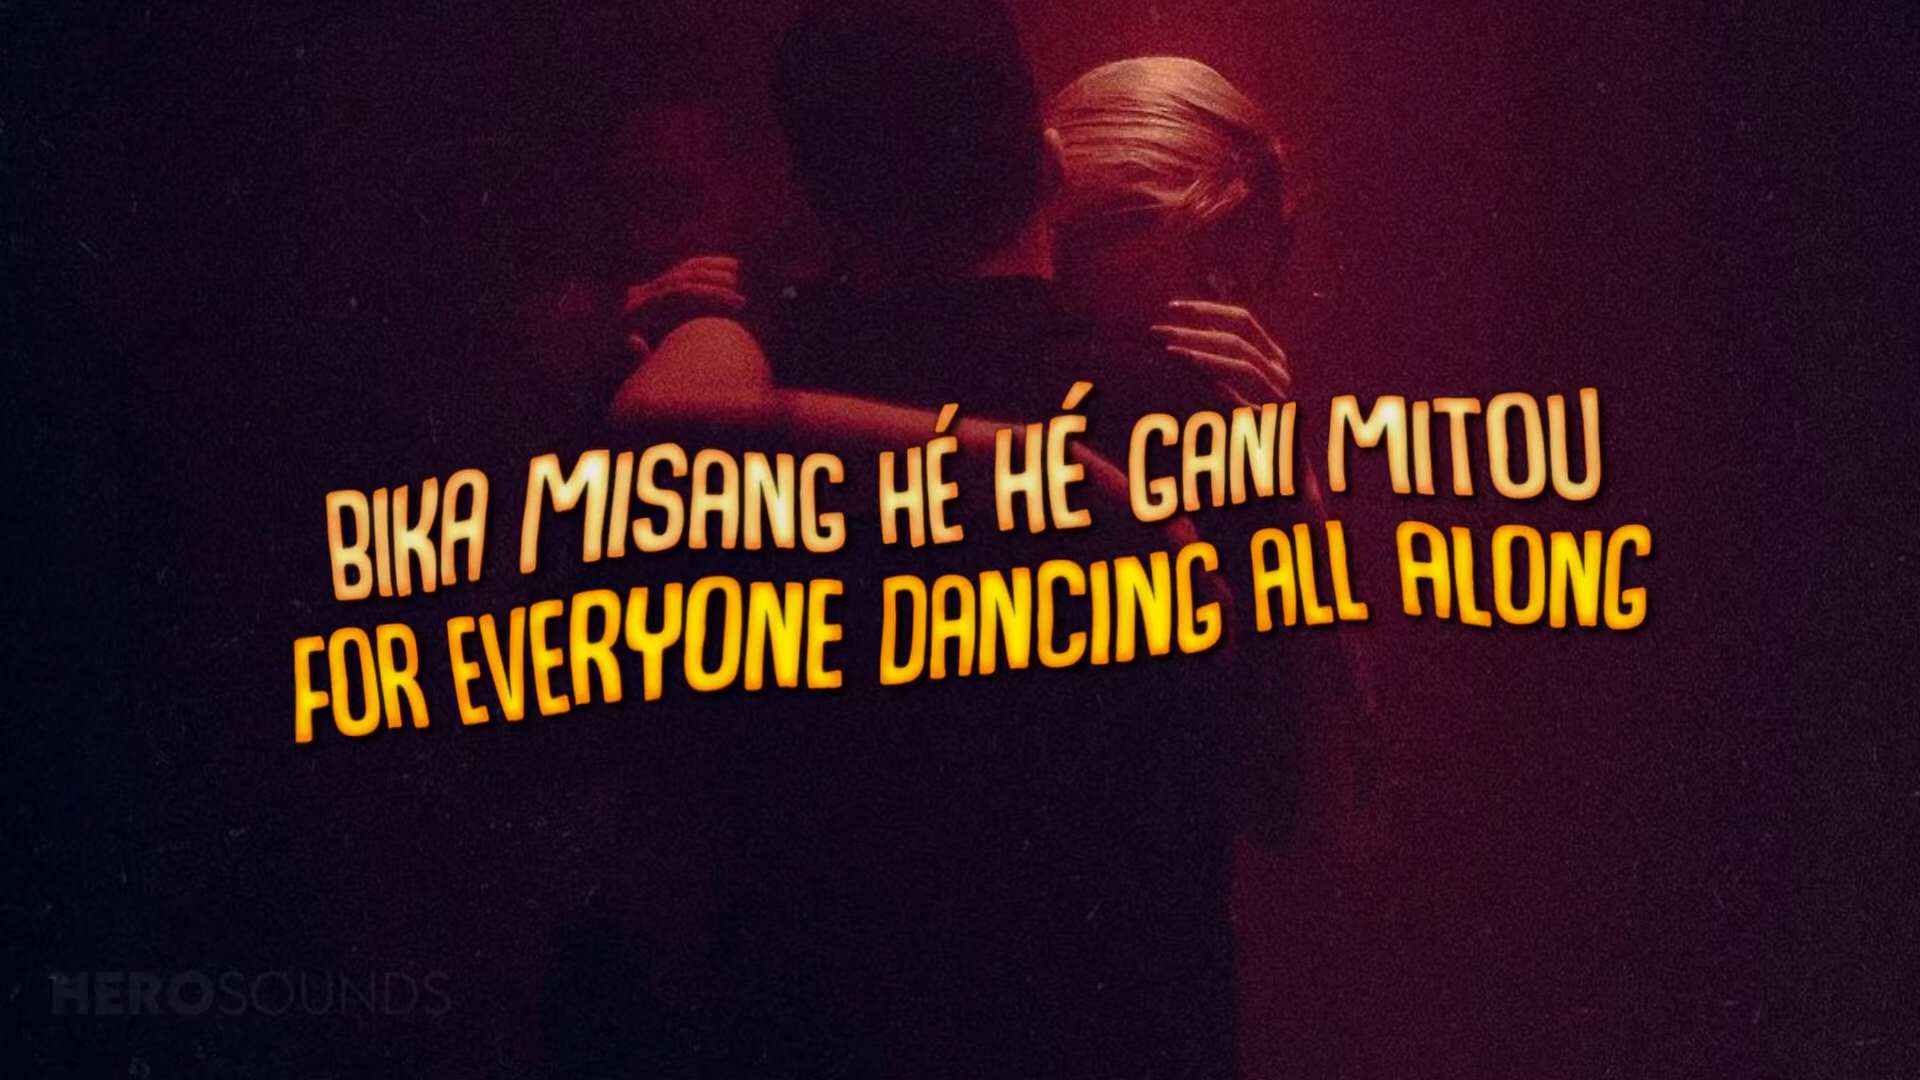 BIKA MISANG HÉ HÉ GANI MITOU
FOR EVERYONE DANCING ALL ALONG
HEROSOUNDS